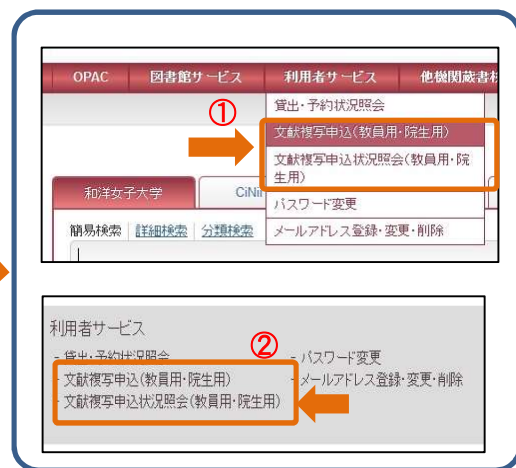 OPAC 図書館サービス 利用者サービス 他機関蔵書検
①
貸出・予約状況照会
文献複写申込(教員用・院生用)
文献複写申込状況照会(教員用・院
生用)
パスワード変更
メールアドレス登録・変更・削除
和洋女子大学 CiNii
簡易検索 詳細検索 分類検索
利用者サービス
②
- 貸出・予約状況照会 - パスワード変更
- 文献複写申込(教員用・院生用) - メールアドレス登録・変更・削除
- 文献複写申込状況照会(教員用・院生用)